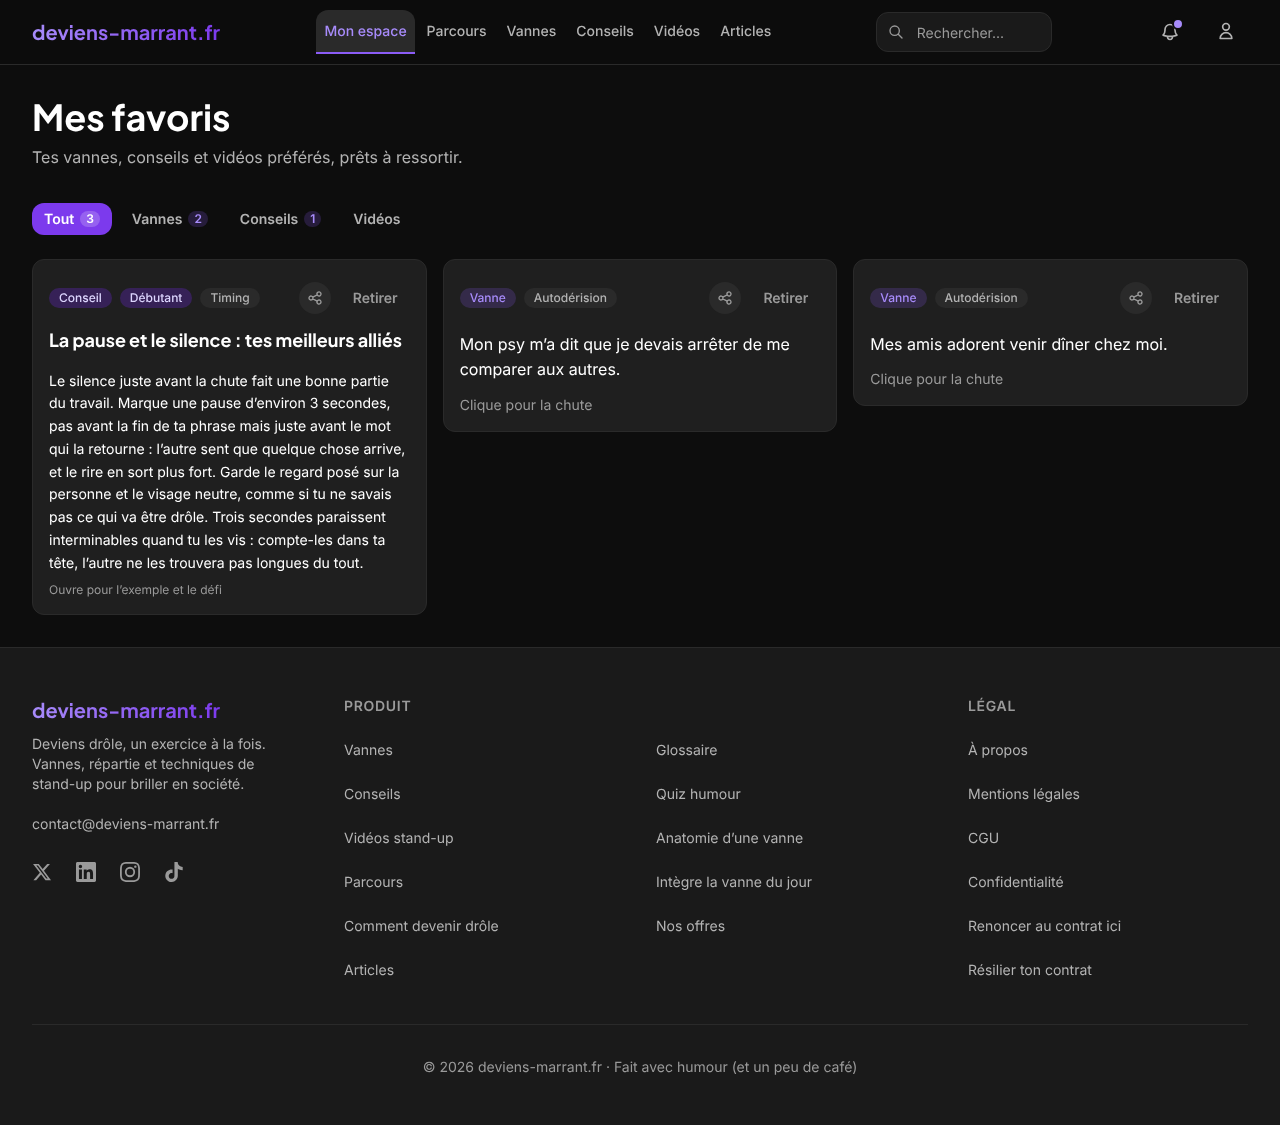 deviens-marrant.fr
Mon espace
Parcours
Vannes
Conseils
Vidéos
Articles
Rechercher...
Mes favoris
Tes vannes, conseils et vidéos préférés, prêts à ressortir.
Tout 3
Vannes 2
Conseils 1
Vidéos
Conseil
Débutant
Timing
Retirer
La pause et le silence : tes meilleurs alliés
Le silence juste avant la chute fait une bonne partie
du travail. Marque une pause d’environ 3 secondes,
pas avant la fin de ta phrase mais juste avant le mot
qui la retourne : l’autre sent que quelque chose arrive,
et le rire en sort plus fort. Garde le regard posé sur la
personne et le visage neutre, comme si tu ne savais
pas ce qui va être drôle. Trois secondes paraissent
interminables quand tu les vis : compte-les dans ta
tête, l’autre ne les trouvera pas longues du tout.
Ouvre pour l’exemple et le défi
Vanne
Autodérision
Retirer
Mon psy m’a dit que je devais arrêter de me
comparer aux autres.
Clique pour la chute
Vanne
Autodérision
Retirer
Mes amis adorent venir dîner chez moi.
Clique pour la chute
deviens-marrant.fr
Deviens drôle, un exercice à la fois.
Vannes, répartie et techniques de
stand-up pour briller en société.
contact@deviens-marrant.fr
PRODUIT
Vannes
Conseils
Vidéos stand-up
Parcours
Comment devenir drôle
Articles
Glossaire
Quiz humour
Anatomie d’une vanne
Intègre la vanne du jour
Nos offres
LÉGAL
À propos
Mentions légales
CGU
Confidentialité
Renoncer au contrat ici
Résilier ton contrat
© 2026 deviens-marrant.fr · Fait avec humour (et un peu de café)